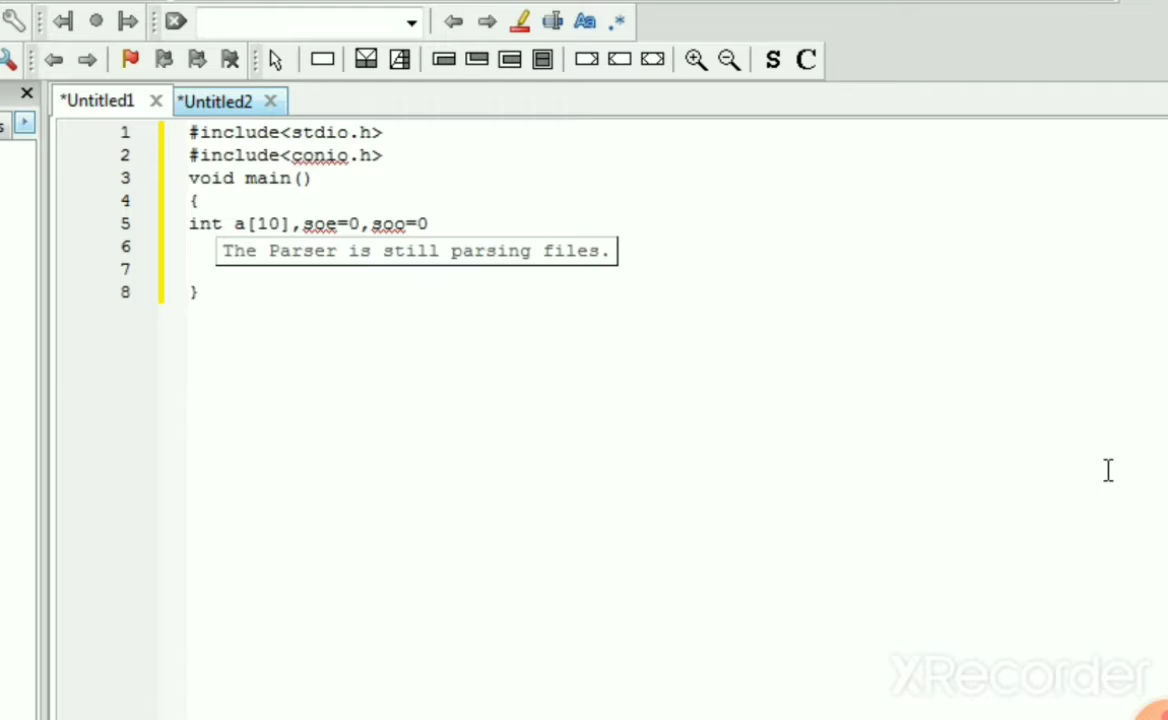 S C
*Untitled1 *Untitled2
s
1 #include<stdio.h>
2 #include<conio.h>
3 void main()
4 {
5 int a[10],soe=0,soo=0
6 The Parser is still parsing files.
7
8 }
XRecorder